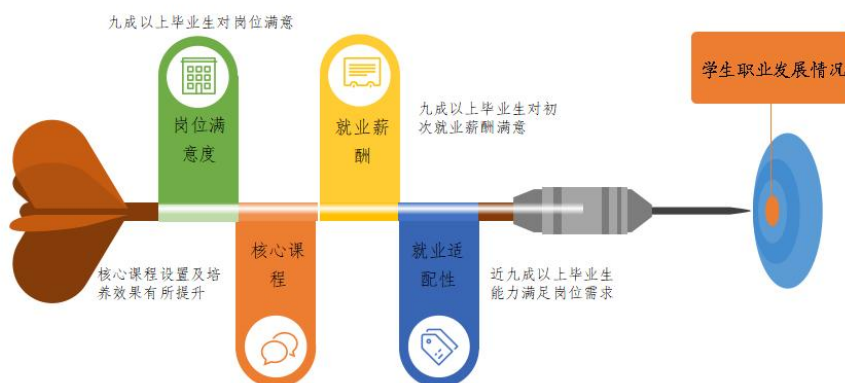 九成以上毕业生对岗位满意
岗位满
意度
就业薪
酬
九成以上毕业生对初
次就业薪酬满意
学生职业发展情况
核心课程设置及培
养效果有所提升
核心课
程
就业适
配性
近九成以上毕业生
能力满足岗位需求